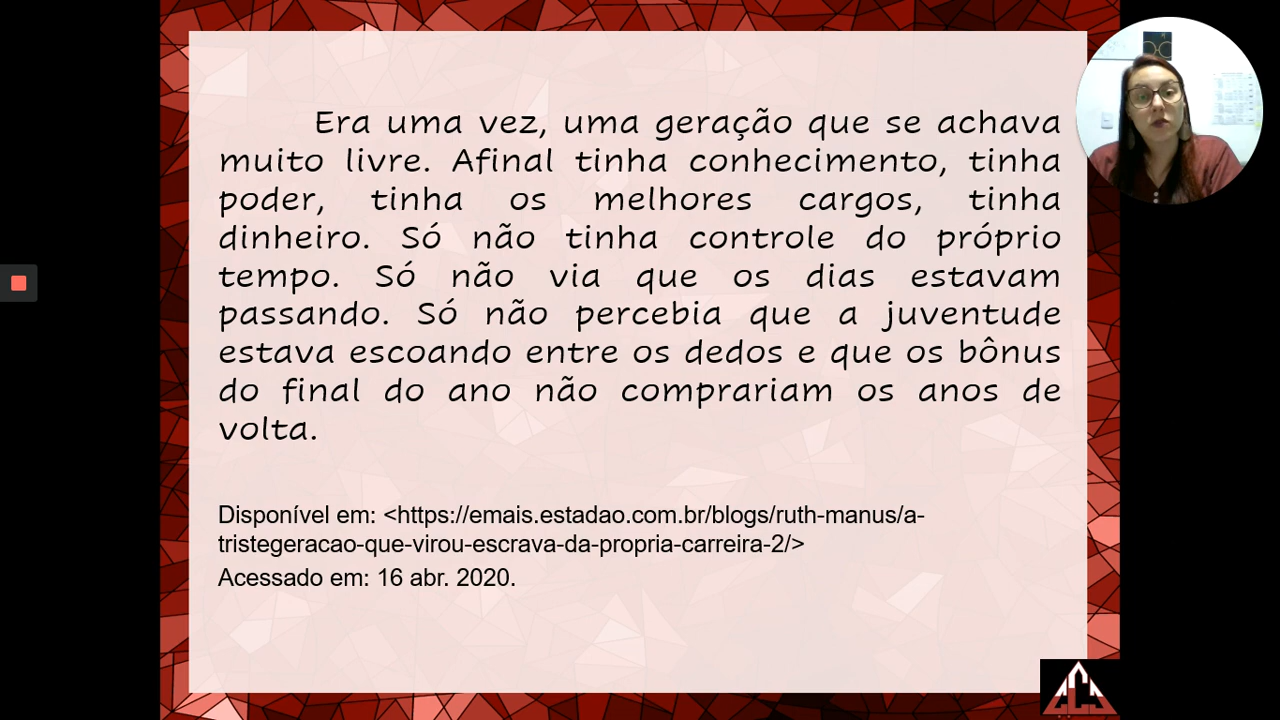 Era uma vez, uma geração que se achava
muito livre. Afinal tinha conhecimento, tinha
poder, tinha os melhores cargos, tinha
dinheiro. Só não tinha controle do próprio
tempo. Só não via que os dias estavam
passando. Só não percebia que a juventude
estava escoando entre os dedos e que os bônus
do final do ano não comprariam os anos de
volta.
Disponível em: <https://emais.estadao.com.br/blogs/ruth-manus/a-
tristegeracao-que-virou-escrava-da-propria-carreira-2/>
Acessado em: 16 abr. 2020.